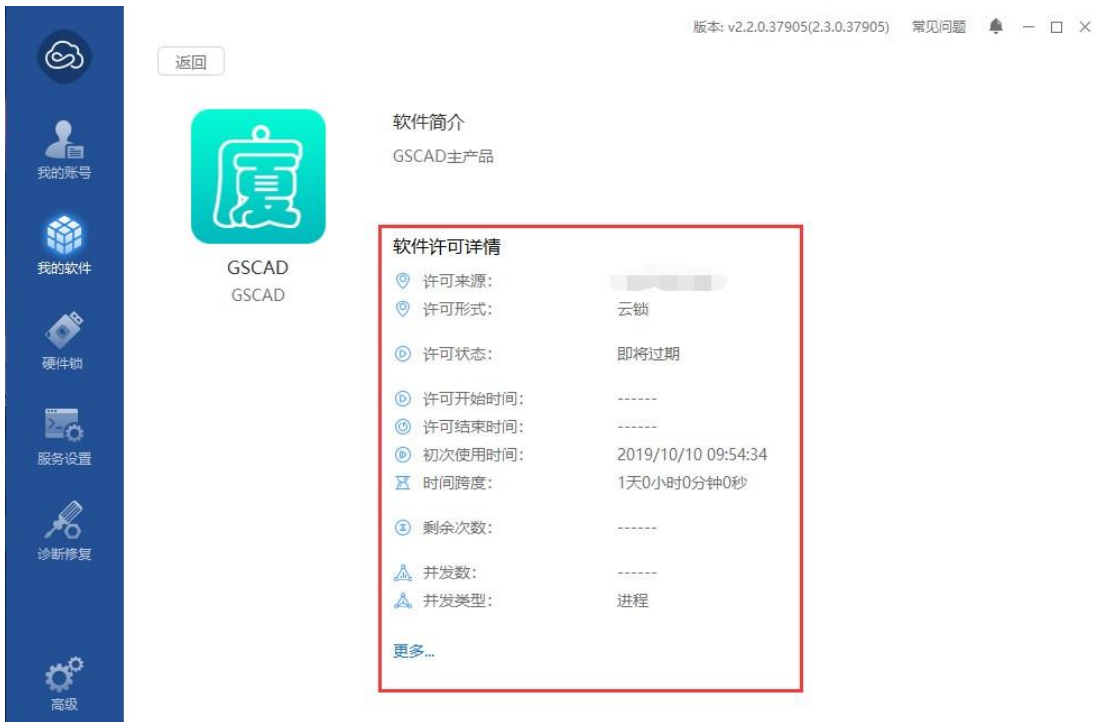 版本: v2.2.0.37905(2.3.0.37905) 常见问题
返回
我的账号
我的软件
硬件锁
服务设置
诊断修复
高级
厦
GSCAD
GSCAD
软件简介
GSCAD主产品
软件许可详情
许可来源:
许可形式: 云锁
许可状态: 即将过期
许可开始时间: ------
许可结束时间: ------
初次使用时间: 2019/10/10 09:54:34
时间跨度: 1天0小时0分钟0秒
剩余次数: ------
并发数: ------
并发类型: 进程
更多...